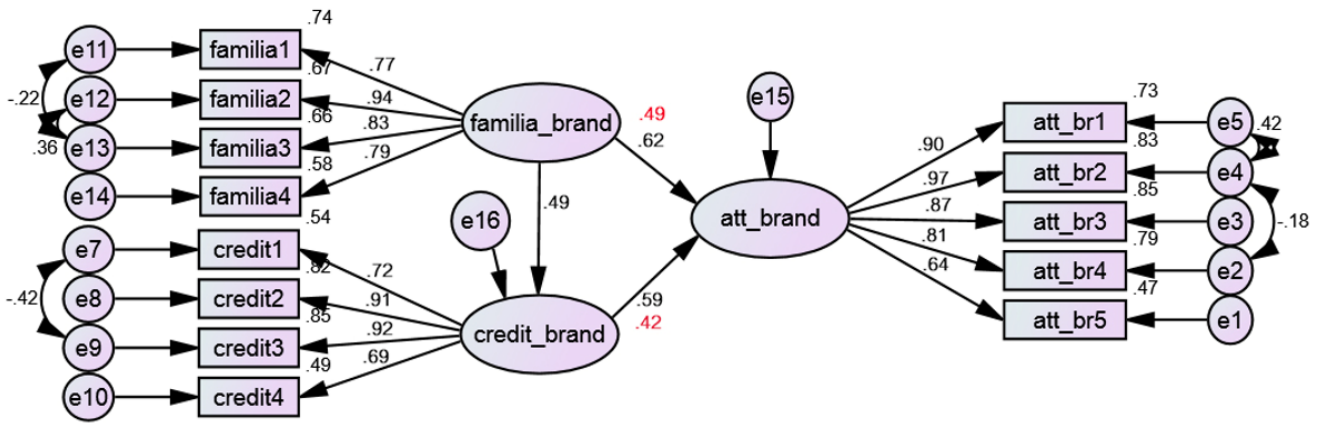 .74
e11 familia1
.67
.77
-.22 e12 familia2
.66
.94
.36 e13 familia3
.58
.83
e14 familia4
.79
.54
familia_brand
.49
.62
.49
e7 credit1
.82
.72
e8 credit2
.85
.91
-.42 e9 credit3
.49
.92
e10 credit4
.69
e16
credit_brand
.59
.42
e15
att_brand
.73
.90 att_br1 e5 .42
.83
.97 att_br2 e4
.85
.87 att_br3 e3 -.18
.79
.81 att_br4 e2
.47
.64 att_br5 e1